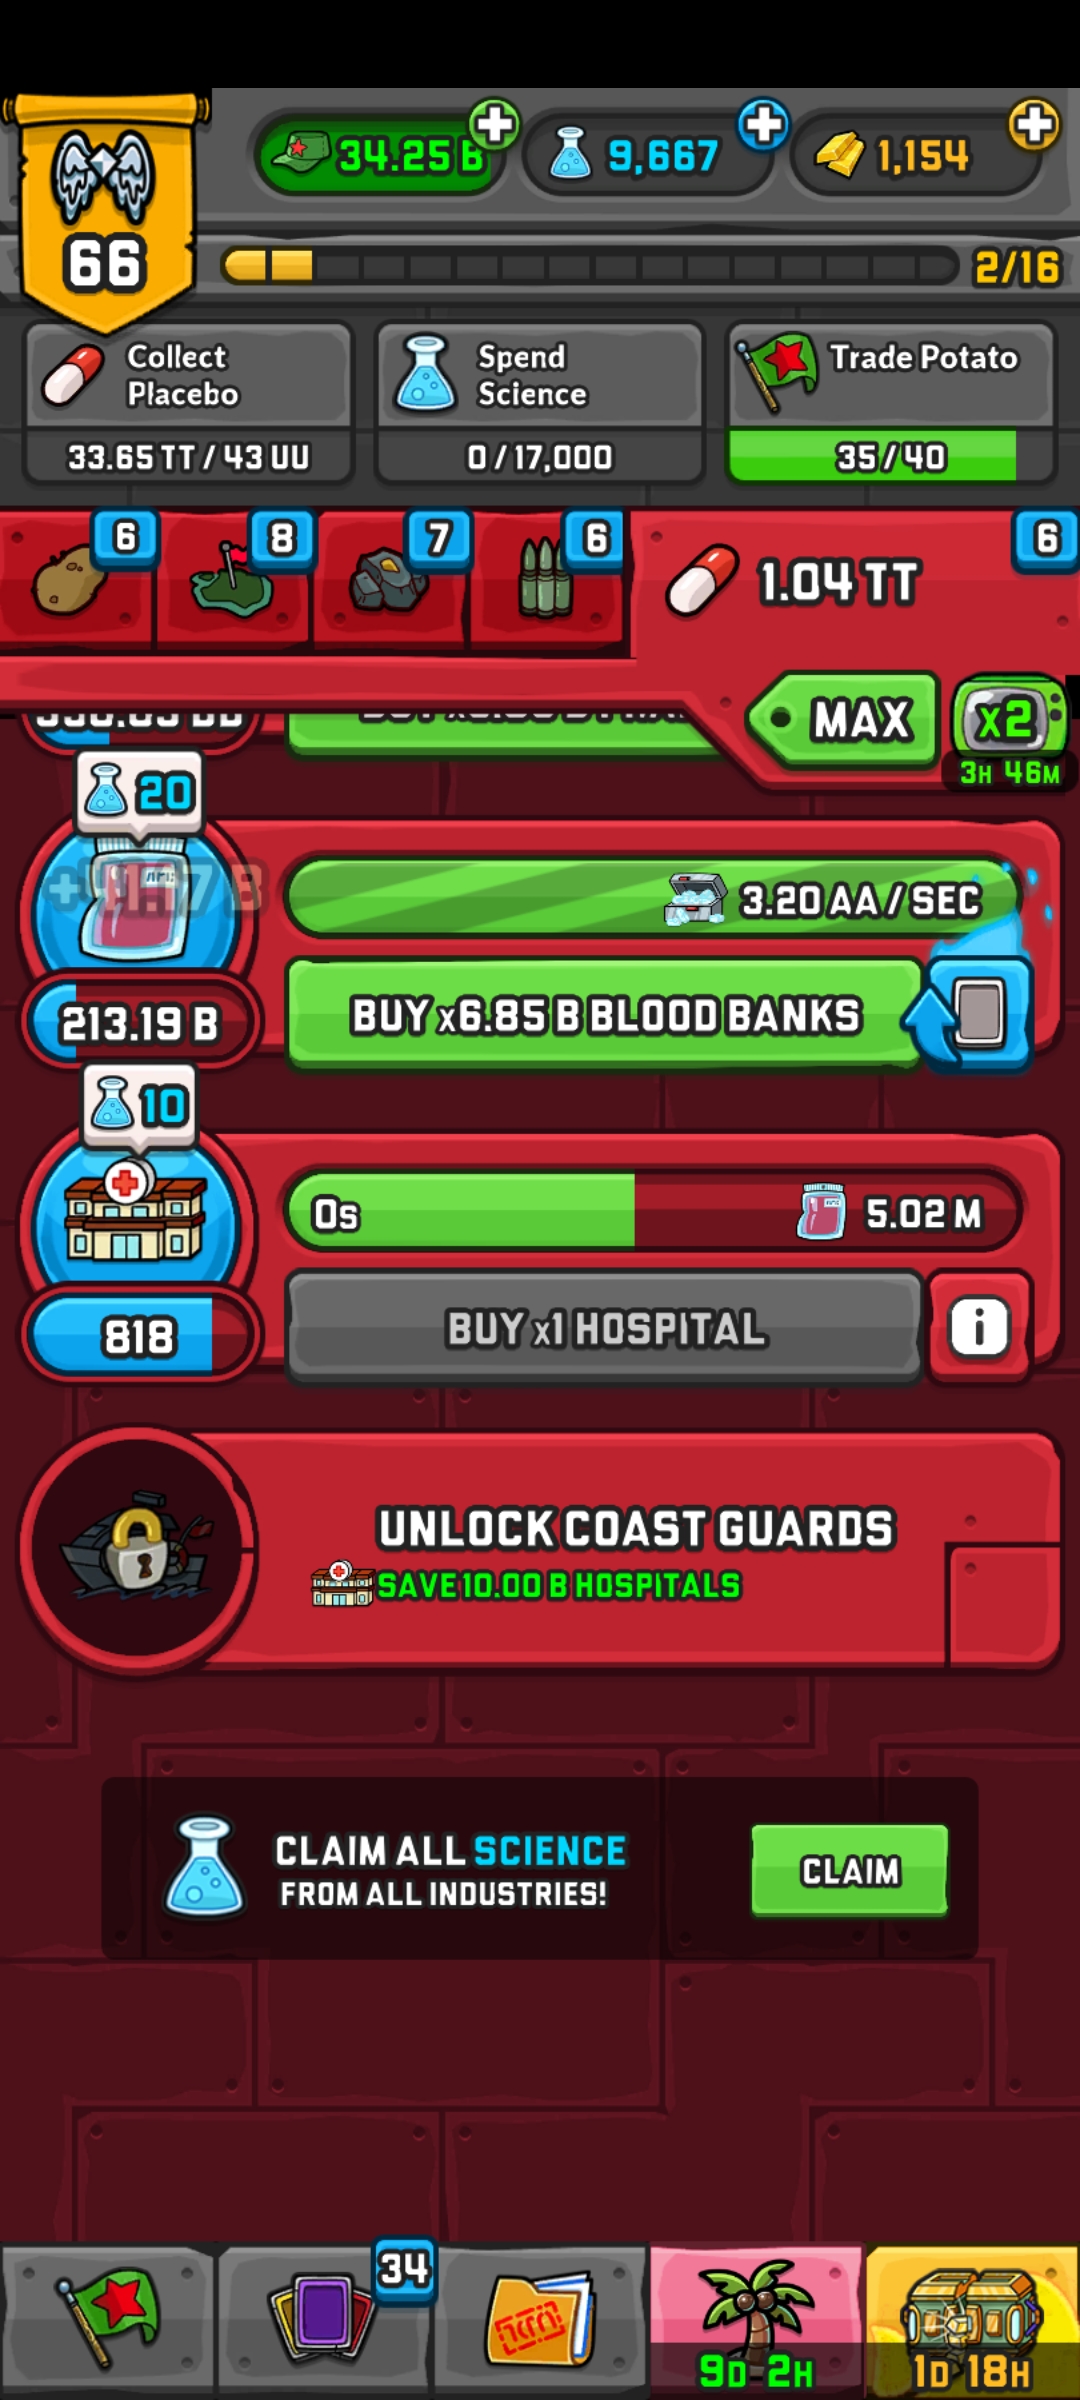 34.25 B
9,667
1,154
66
2/16
Collect
Placebo
33.65 TT / 43 UU
Spend
Science
0 / 17,000
Trade Potato
35 / 40
6
8
7
6
1.04 TT
6
MAX
x2
3H 46M
20
213.19 B
3.20 AA / SEC
BUY x6.85 B BLOOD BANKS
10
818
0s
5.02 M
BUY x1 HOSPITAL
i
UNLOCK COAST GUARDS
SAVE 10.00 B HOSPITALS
CLAIM ALL SCIENCE
FROM ALL INDUSTRIES!
CLAIM
34
9D 2H
1D 18H